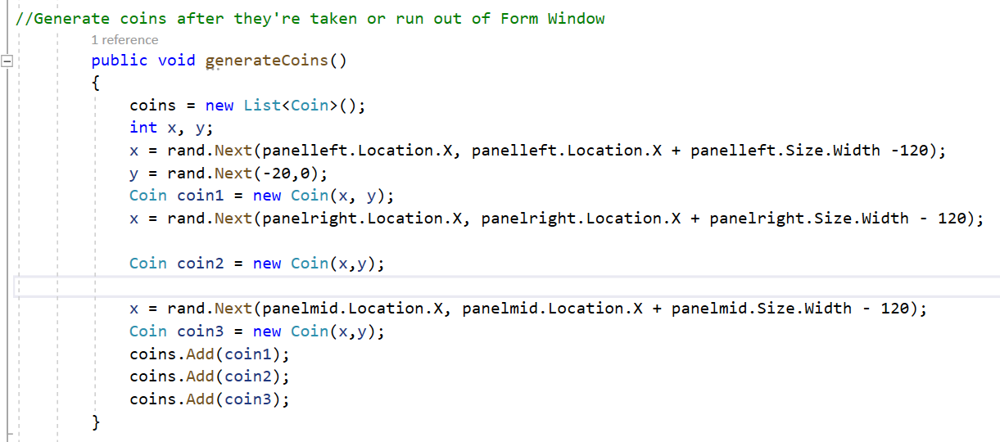 //Generate coins after they're taken or run out of Form Window
1 reference
public void generateCoins()
{
coins = new List<Coin>();
int x, y;
x = rand.Next(panelleft.Location.X, panelleft.Location.X + panelleft.Size.Width -120);
y = rand.Next(-20,0);
Coin coin1 = new Coin(x, y);
x = rand.Next(panelright.Location.X, panelright.Location.X + panelright.Size.Width - 120);
Coin coin2 = new Coin(x,y);
x = rand.Next(panelmid.Location.X, panelmid.Location.X + panelmid.Size.Width - 120);
Coin coin3 = new Coin(x,y);
coins.Add(coin1);
coins.Add(coin2);
coins.Add(coin3);
}